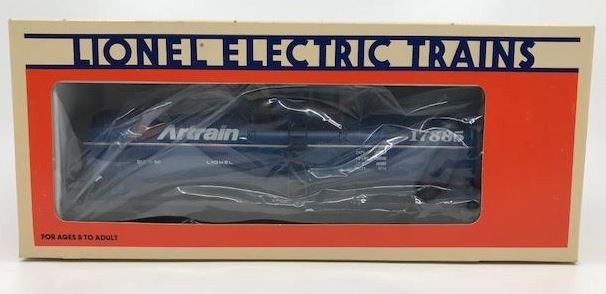 LIONEL ELECTRIC TRAINS
Artrain
17885
LIONEL
FOR AGES 8 TO ADULT